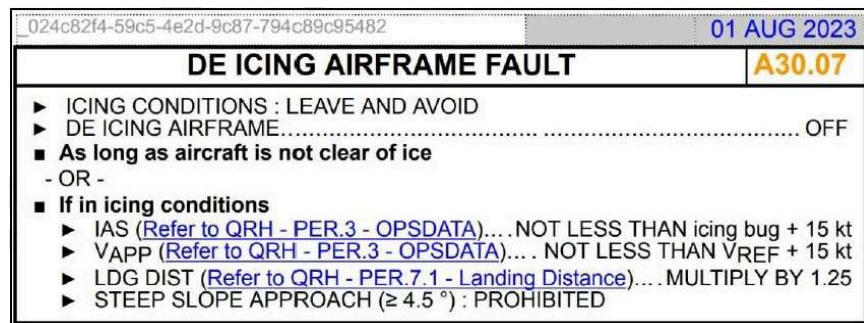 _024c82f4-59c5-4e2d-9c87-794c89c95482 01 AUG 2023
DE ICING AIRFRAME FAULT A30.07
► ICING CONDITIONS : LEAVE AND AVOID
► DE ICING AIRFRAME........................................ ........................................ OFF
■ As long as aircraft is not clear of ice
- OR -
■ If in icing conditions
► IAS (Refer to QRH - PER.3 - OPSDATA)....NOT LESS THAN icing bug + 15 kt
► VAPP (Refer to QRH - PER.3 - OPSDATA).... NOT LESS THAN VREF + 15 kt
► LDG DIST (Refer to QRH - PER.7.1 - Landing Distance)....MULTIPLY BY 1.25
► STEEP SLOPE APPROACH (≥ 4.5 °) : PROHIBITED